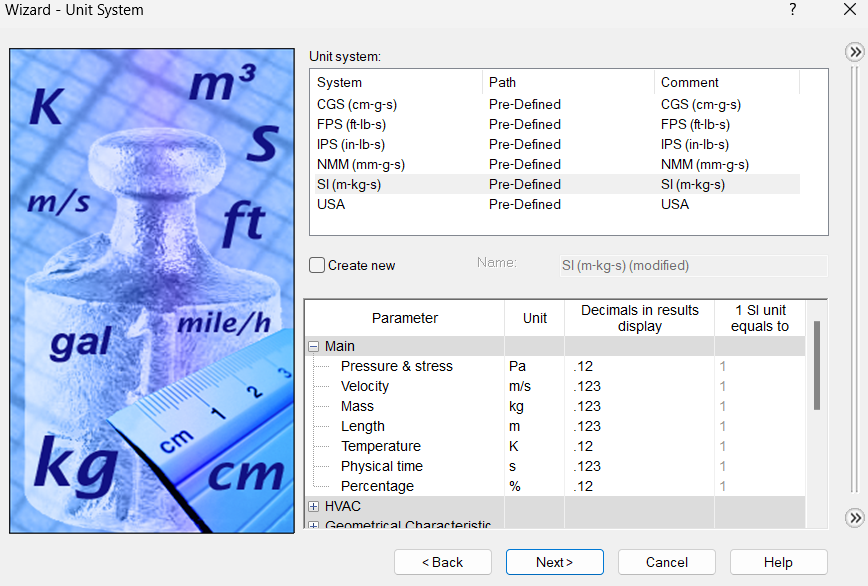 Wizard - Unit System
?
K
m³
s
m/s
ft
gal
mile/h
kg
cm
1 2 3
cm
Unit system:
System Path Comment
CGS (cm-g-s) Pre-Defined CGS (cm-g-s)
FPS (ft-lb-s) Pre-Defined FPS (ft-lb-s)
IPS (in-lb-s) Pre-Defined IPS (in-lb-s)
NMM (mm-g-s) Pre-Defined NMM (mm-g-s)
SI (m-kg-s) Pre-Defined SI (m-kg-s)
USA Pre-Defined USA
Create new Name: SI (m-kg-s) (modified)
Parameter Unit Decimals in results display 1 SI unit equals to
Main
Pressure & stress Pa .12 1
Velocity m/s .123 1
Mass kg .123 1
Length m .123 1
Temperature K .12 1
Physical time s .123 1
Percentage % .12 1
HVAC
Geometrical Characteristic
< Back Next > Cancel Help